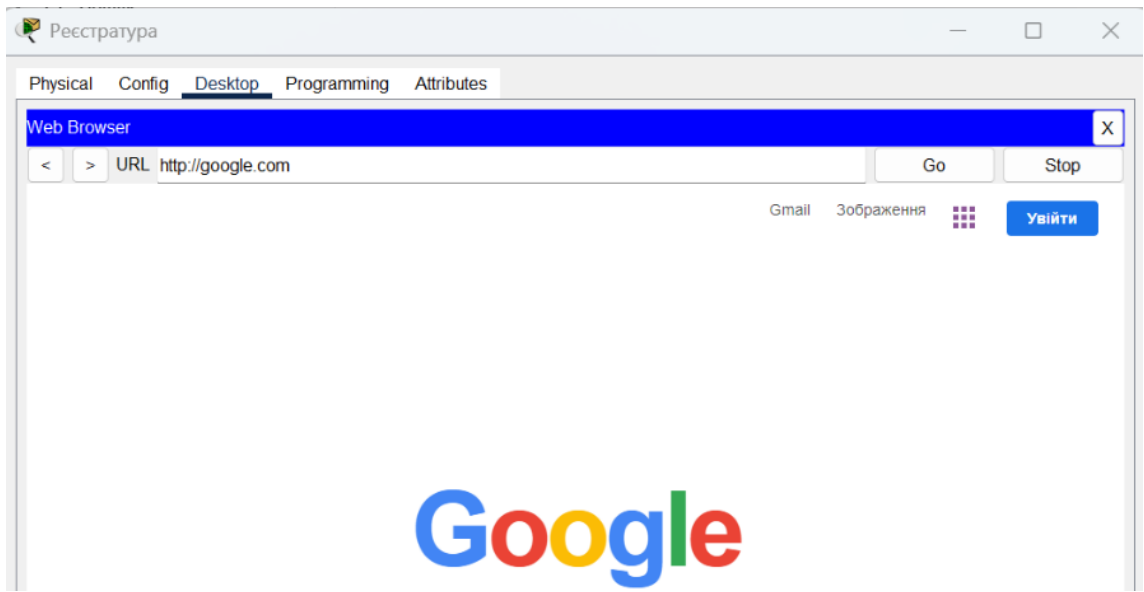 Реєстратура
Physical Config Desktop Programming Attributes
Web Browser X
< > URL http://google.com Go Stop
Gmail Зображення Увійти
Google